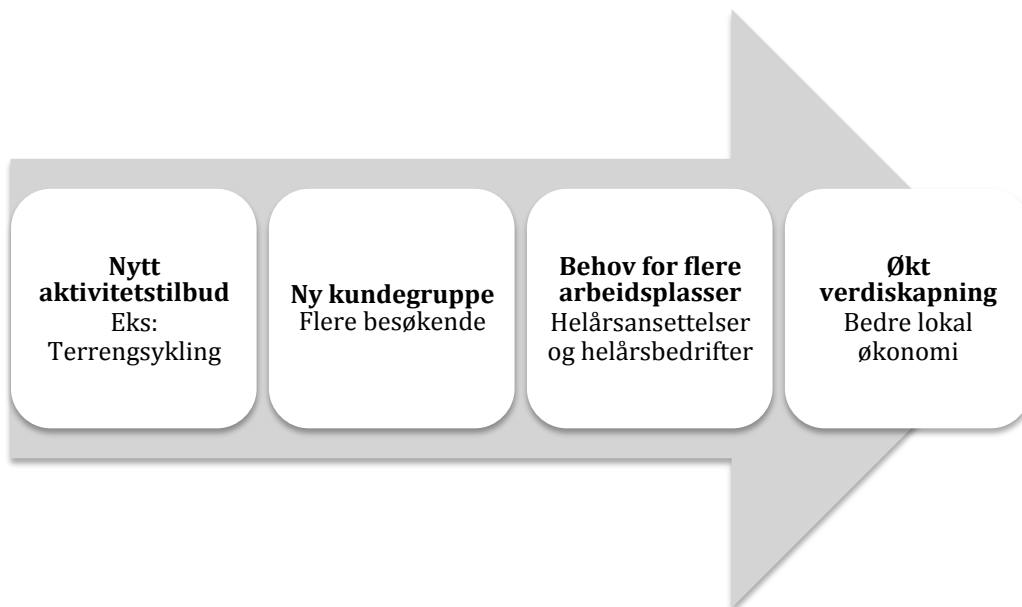 Nytt
aktivitetstilbud
Eks:
Terrengsykling
Ny kundegruppe
Flere besøkende
Behov for flere
arbeidsplasser
Helårsansettelser
og helårsbedrifter
Økt
verdiskapning
Bedre lokal
økonomi